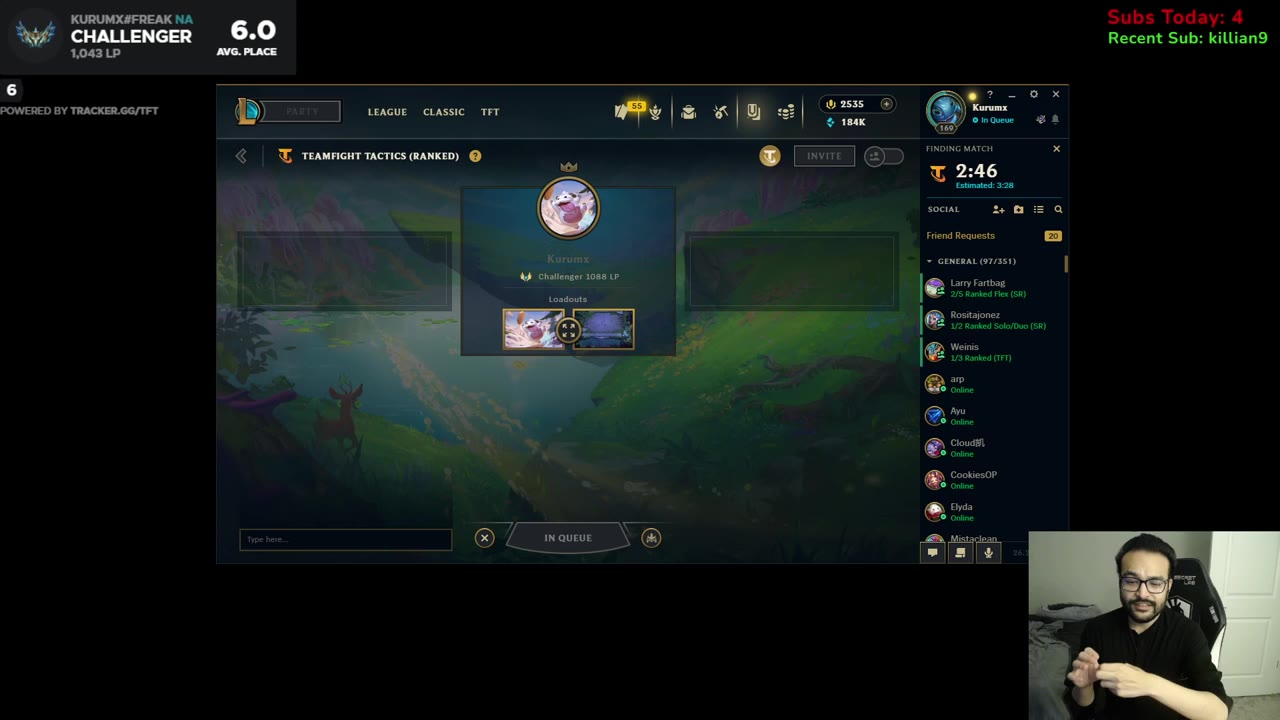 KURUMX#FREAK NA
CHALLENGER
1,043 LP
6.0
AVG. PLACE
6
POWERED BY TRACKER.GG/TFT
Subs Today: 4
Recent Sub: killian9
PARTY
LEAGUE
CLASSIC
TFT
55
2535
184K
169
Kurumx
In Queue
TEAMFIGHT TACTICS (RANKED)
INVITE
FINDING MATCH
2:46
Estimated: 3:28
SOCIAL
Friend Requests
20
GENERAL (97/351)
Larry Fartbag
2/5 Ranked Flex (SR)
Rositajonez
1/2 Ranked Solo/Duo (SR)
Weinis
1/3 Ranked (TFT)
arp
Online
Ayu
Online
Cloud凯
Online
CookiesOP
Online
Elyda
Online
Mistaclean
Kurumx
Challenger 1088 LP
Loadouts
Type here...
IN QUEUE
SECRET
LAB